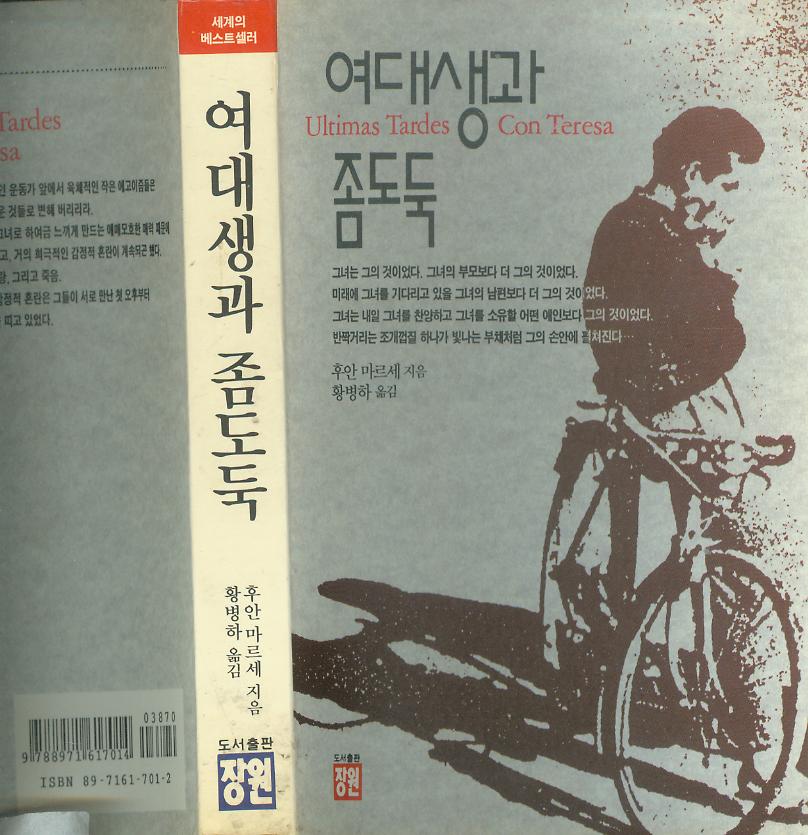 Tardes
sa
인 운동가 앞에서 육체적인 작은 에고이즘들은
은 것들로 변해 버리리라.
그녀로 하여금 느끼게 만드는 애매모호한 매력 때문에
고, 거의 희극적인 감정적 혼란이 계속되곤 했다.
랑, 그리고 죽음.
감정적 혼란은 그들이 서로 만난 첫 오후부터
띠고 있었다.
03870
9 788971 617014
ISBN 89-7161-701-2
세계의
베스트셀러
여대생과 좀도둑
후안 마르세 지음
황병하 옮김
도서출판
장원
여대생과
Ultimas Tardes Con Teresa
좀도둑
그녀는 그의 것이었다. 그녀의 부모보다 더 그의 것이었다.
미래에 그녀를 기다리고 있을 그녀의 남편보다 더 그의 것이었다.
그녀는 내일 그녀를 찬양하고 그녀를 소유할 어떤 애인보다 그의 것이었다.
반짝거리는 조개껍질 하나가 빛나는 부채처럼 그의 손안에 펼쳐진다…
후안 마르세 지음
황병하 옮김
도서출판
장원